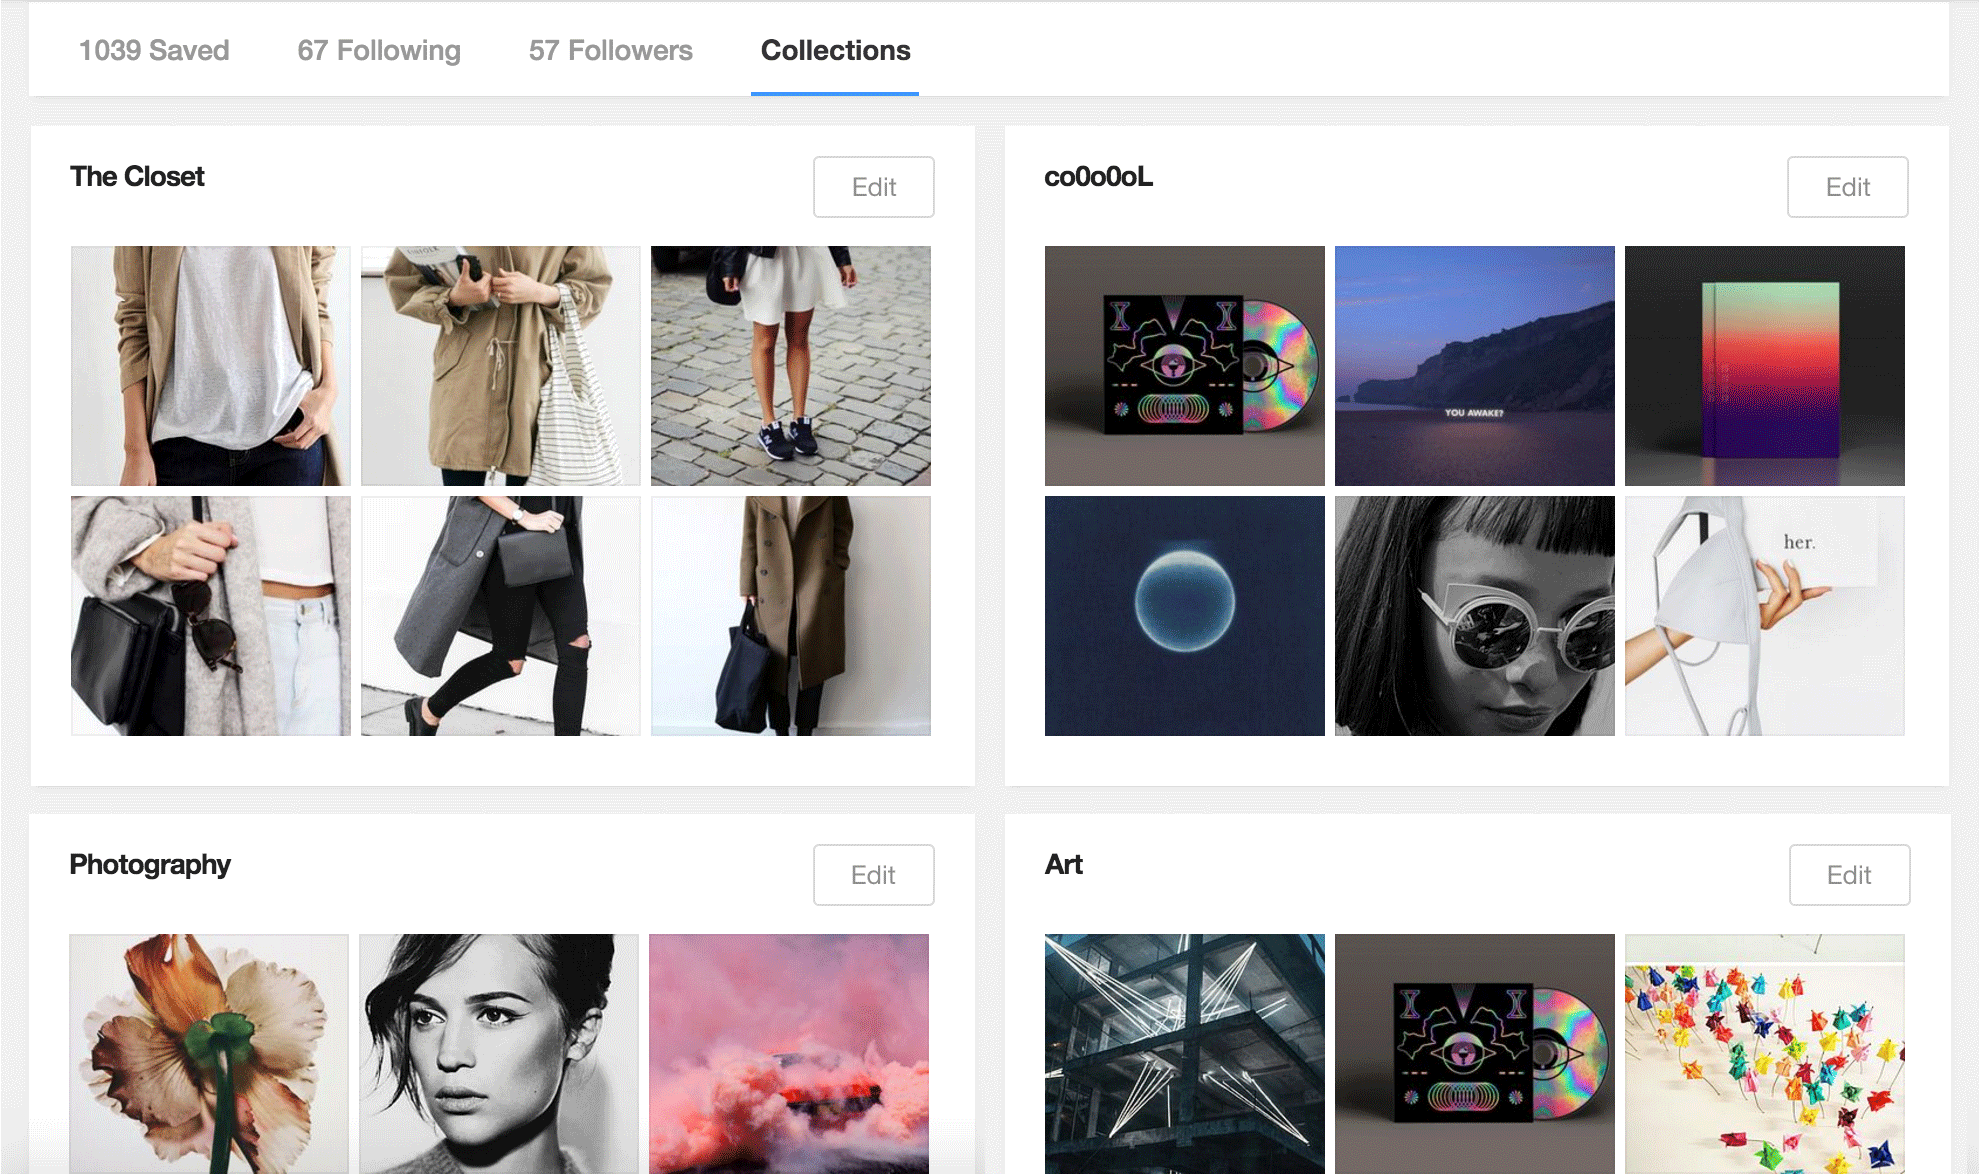 1039 Saved
67 Following
57 Followers
Collections
The Closet
Edit
co0o0oL
Edit
YOU AWAKE?
her.
Photography
Edit
Art
Edit